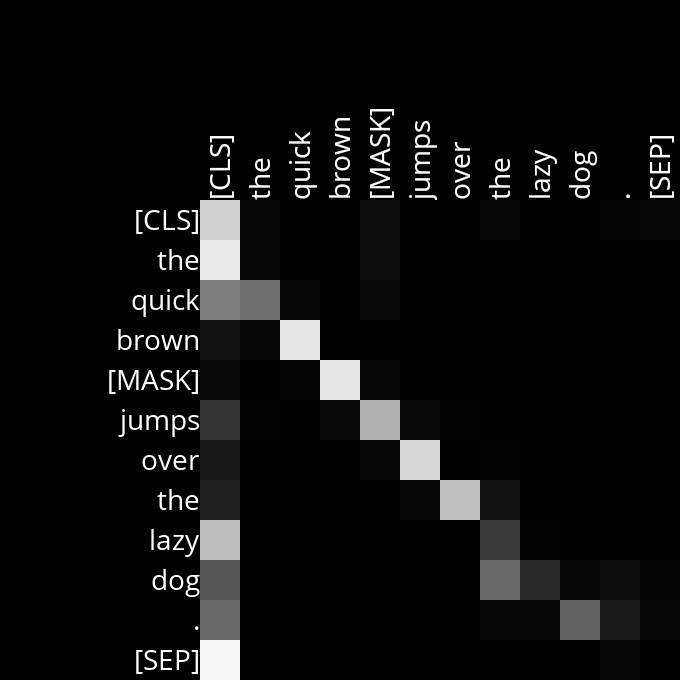 [CLS] the quick brown [MASK] jumps over the lazy dog . [SEP]
[CLS]
the
quick
brown
[MASK]
jumps
over
the
lazy
dog
.
[SEP]